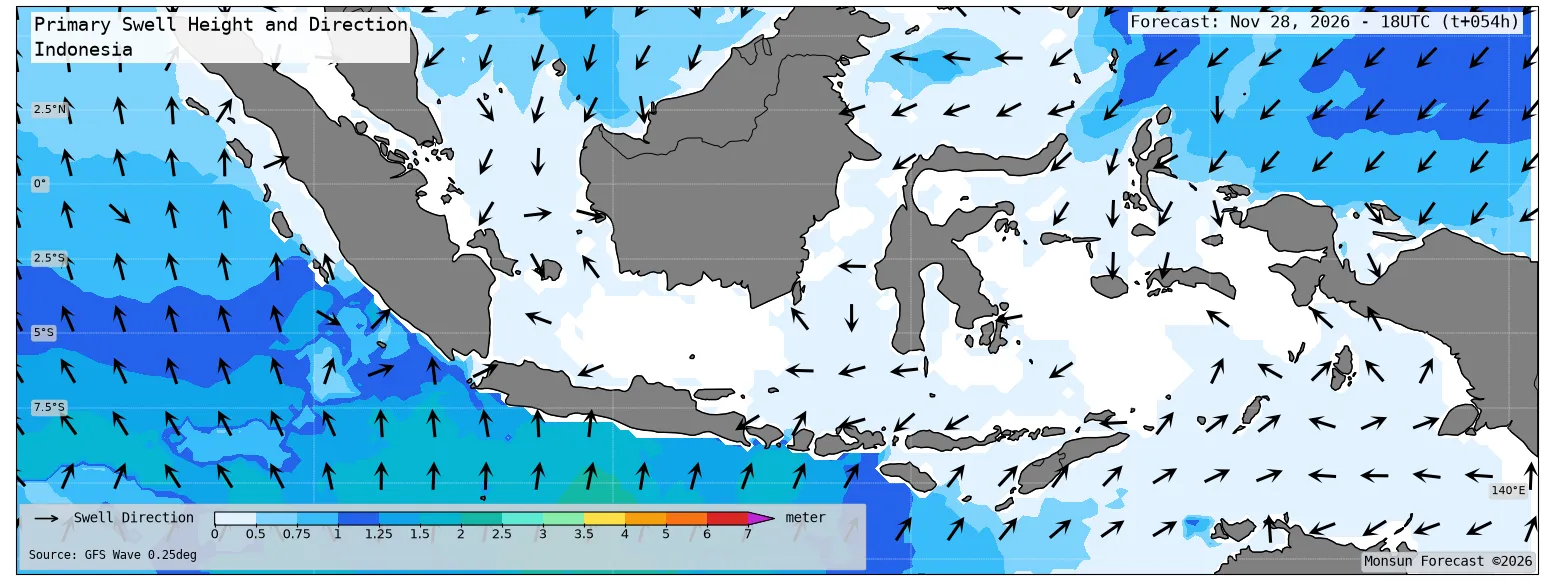 Primary Swell Height and Direction
Indonesia
Forecast: Nov 28, 2026 - 18UTC (t+054h)
2.5°N
0°
2.5°S
5°S
7.5°S
140°E
Swell Direction
0 0.5 0.75 1 1.25 1.5 2 2.5 3 3.5 4 5 6 7
meter
Source: GFS Wave 0.25deg
Monsun Forecast ©2026